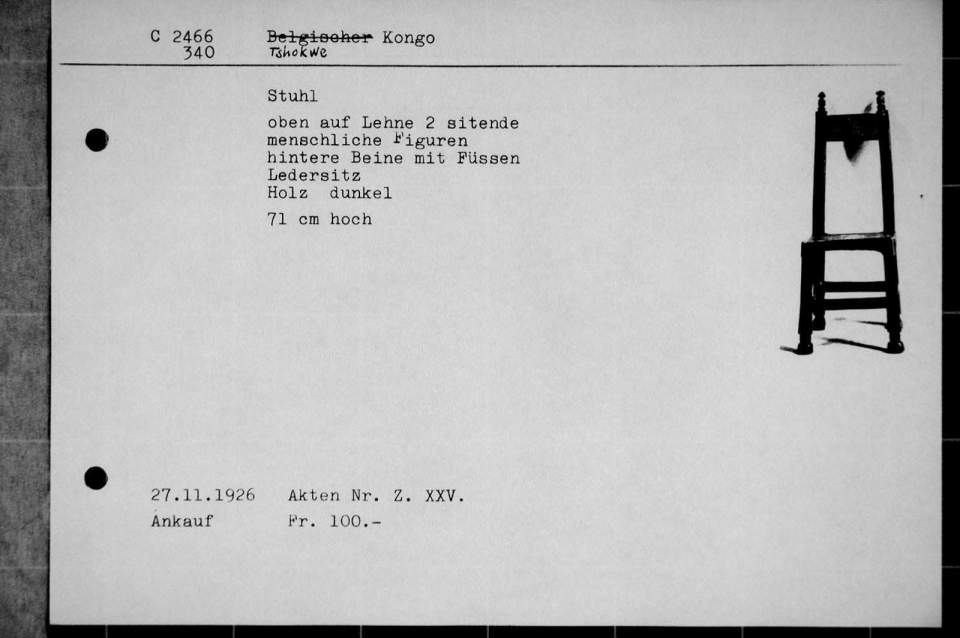 C 2466 Belgischer Kongo
340 Tshokwe
Stuhl
oben auf Lehne 2 sitende
menschliche Figuren
hintere Beine mit Füssen
Ledersitz
Holz dunkel
71 cm hoch
27.11.1926 Akten Nr. Z. XXV.
Ankauf Fr. 100.-